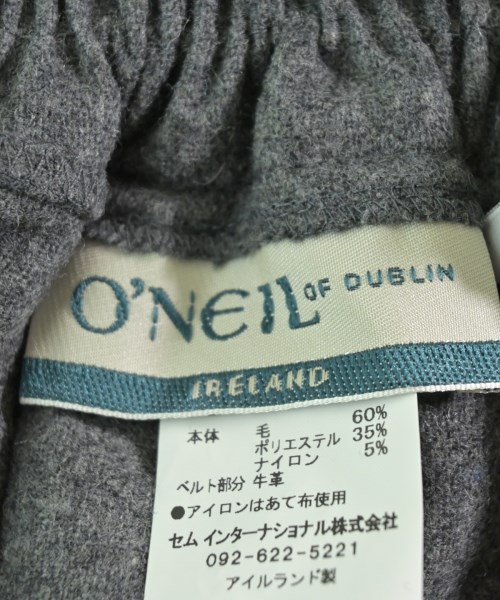 O'NEIL OF DUBLIN
IRELAND
本体 毛 60%
ポリエステル 35%
ナイロン 5%
ベルト部分 牛革
●アイロンはあて布使用
セム インターナショナル株式会社
092-622-5221
アイルランド製